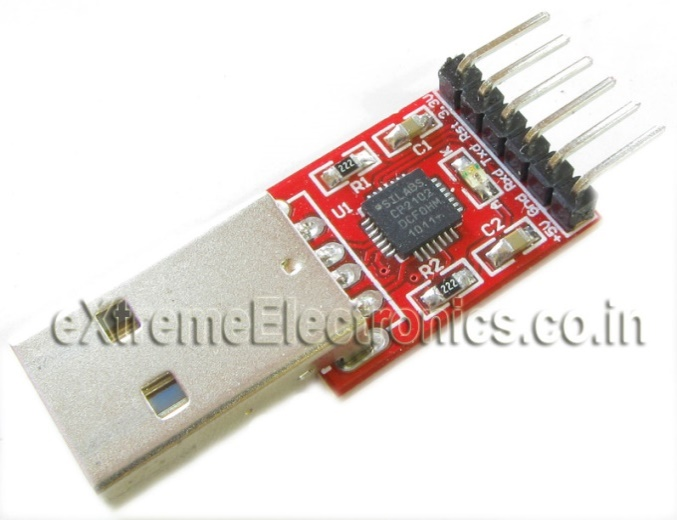 3.3V
Rst
Txd
Rxd
Gnd
+5V
C1
222
R1
K
A
U1
SILABS
CP2102
DCF0HM
1011+
C2
R2
222
eXtremeElectronics.co.in